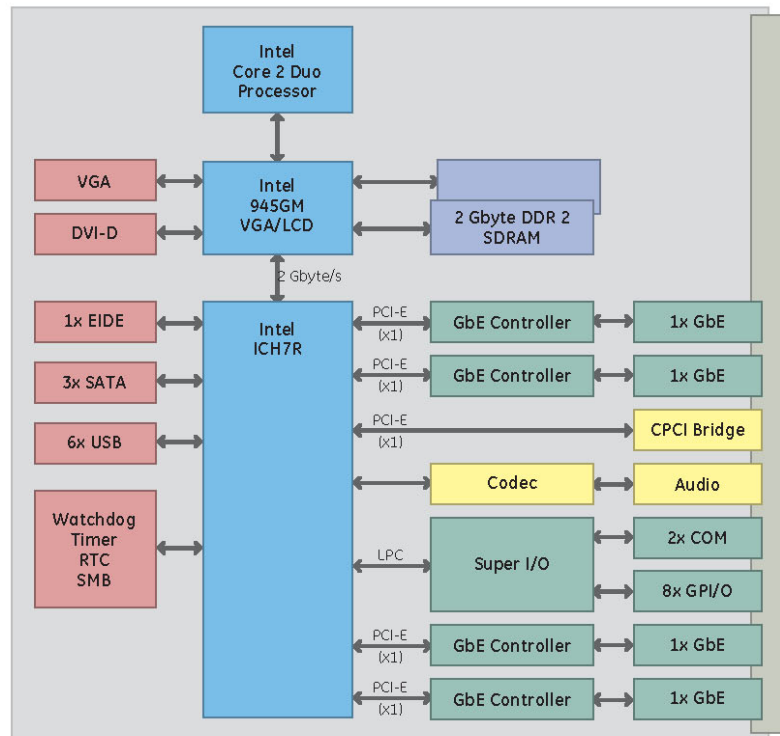 Intel
Core 2 Duo
Processor
VGA
Intel
945GM
VGA/LCD
DVI-D
2 Gbyte DDR 2
SDRAM
2 Gbyte/s
1x EIDE
Intel
ICH7R
PCI-E
(x1)
GbE Controller
1x GbE
3x SATA
PCI-E
(x1)
GbE Controller
1x GbE
6x USB
PCI-E
(x1)
CPCI Bridge
Codec
Audio
Watchdog
Timer
RTC
SMB
LPC
Super I/O
2x COM
8x GPI/O
PCI-E
(x1)
GbE Controller
1x GbE
PCI-E
(x1)
GbE Controller
1x GbE